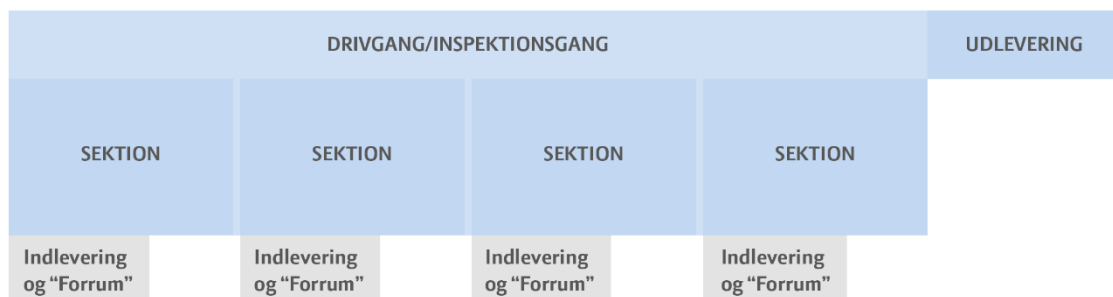 DRIVGANG/INSPEKTIONSGANG
UDLEVERING
SEKTION
SEKTION
SEKTION
SEKTION
Indlevering
og “Forrum”
Indlevering
og “Forrum”
Indlevering
og “Forrum”
Indlevering
og “Forrum”